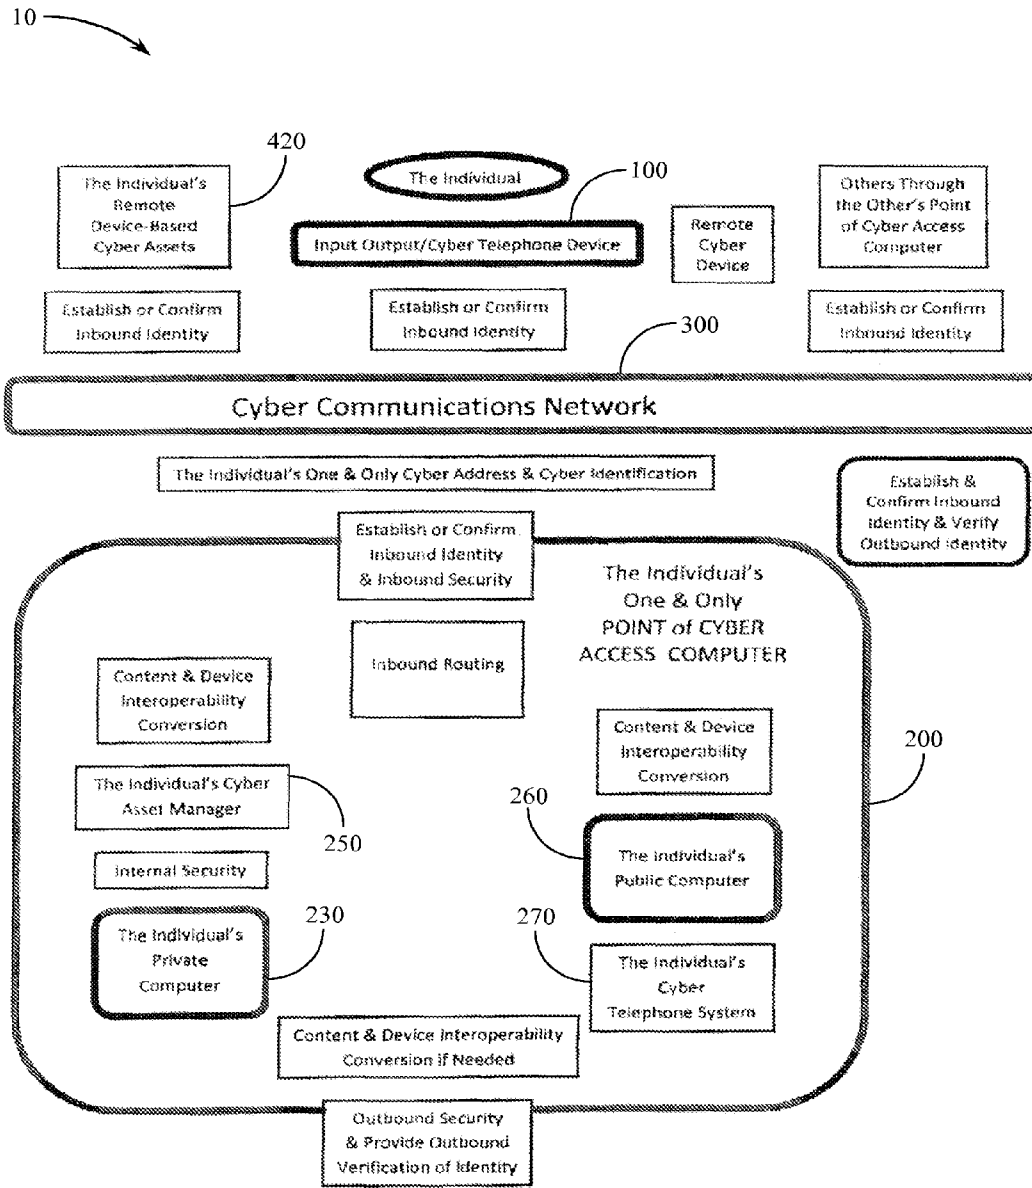 10
420
The Individual's
Remote
Device-Based
Cyber Assets
The Individual
100
Input Output/Cyber Telephone Device
Remote
Cyber
Device
Others Through
the Other's Point
of Cyber Access
Computer
Establish or Confirm
Inbound Identity
Establish or Confirm
Inbound Identity
Establish or Confirm
Inbound Identity
300
Cyber Communications Network
The Individual's One & Only Cyber Address & Cyber Identification
Establish &
Confirm Inbound
Identity & Verify
Outbound Identity
Establish or Confirm
Inbound Identity
& Inbound Security
The Individual's
One & Only
POINT of CYBER
ACCESS COMPUTER
Inbound Routing
Content & Device
Interoperability
Conversion
Content & Device
Interoperability
Conversion
200
The Individual's Cyber
Asset Manager
250
260
The Individual's
Public Computer
Internal Security
230
The Individual's
Private
Computer
270
The Individual's
Cyber
Telephone System
Content & Device Interoperability
Conversion if Needed
Outbound Security
& Provide Outbound
Verification of Identity